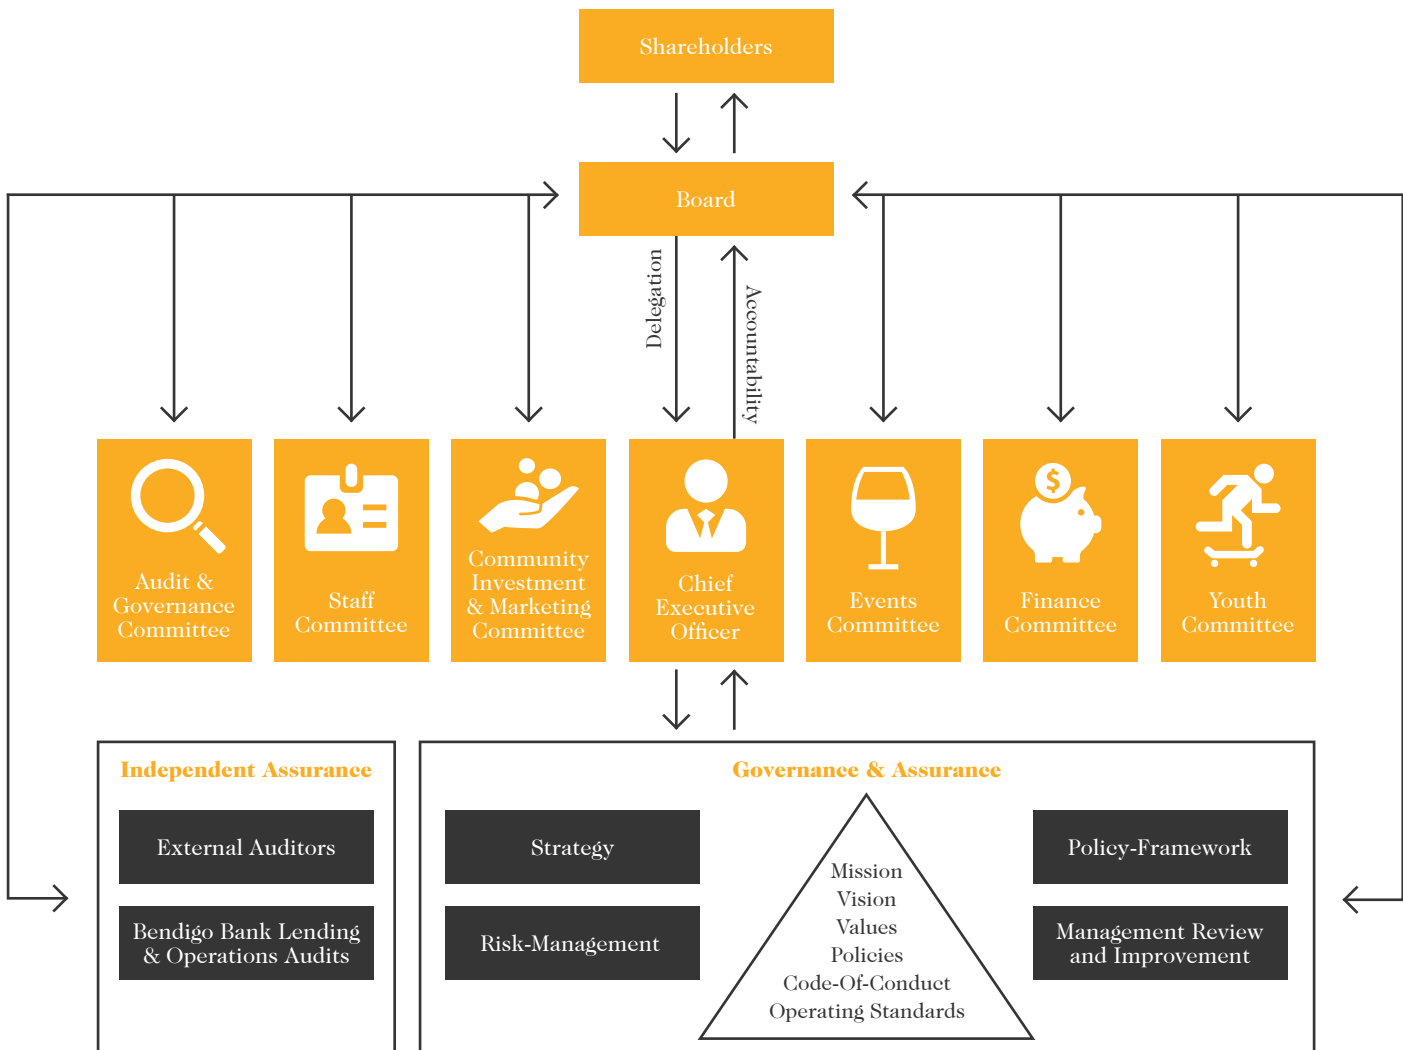 Shareholders
Board
Delegation
Accountability
Audit &
Governance
Committee
Staff
Committee
Community
Investment
& Marketing
Committee
Chief
Executive
Officer
Events
Committee
$
Finance
Committee
Youth
Committee
Independent Assurance
External Auditors
Bendigo Bank Lending
& Operations Audits
Governance & Assurance
Strategy
Risk-Management
Mission
Vision
Values
Policies
Code-Of-Conduct
Operating Standards
Policy-Framework
Management Review
and Improvement